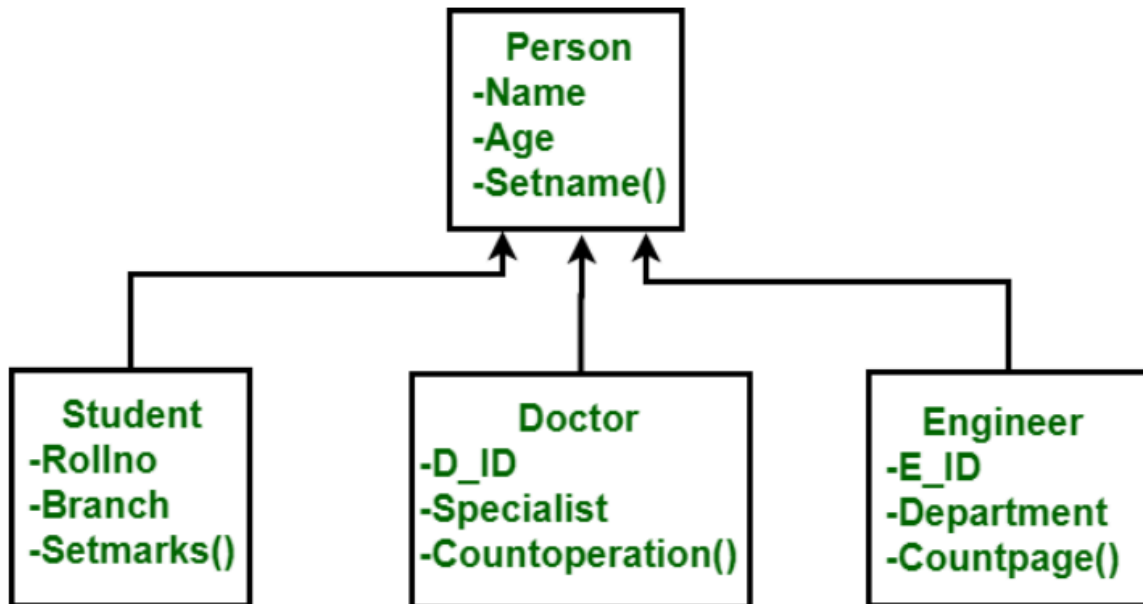 Person
-Name
-Age
-Setname()
Student
-Rollno
-Branch
-Setmarks()
Doctor
-D_ID
-Specialist
-Countoperation()
Engineer
-E_ID
-Department
-Countpage()